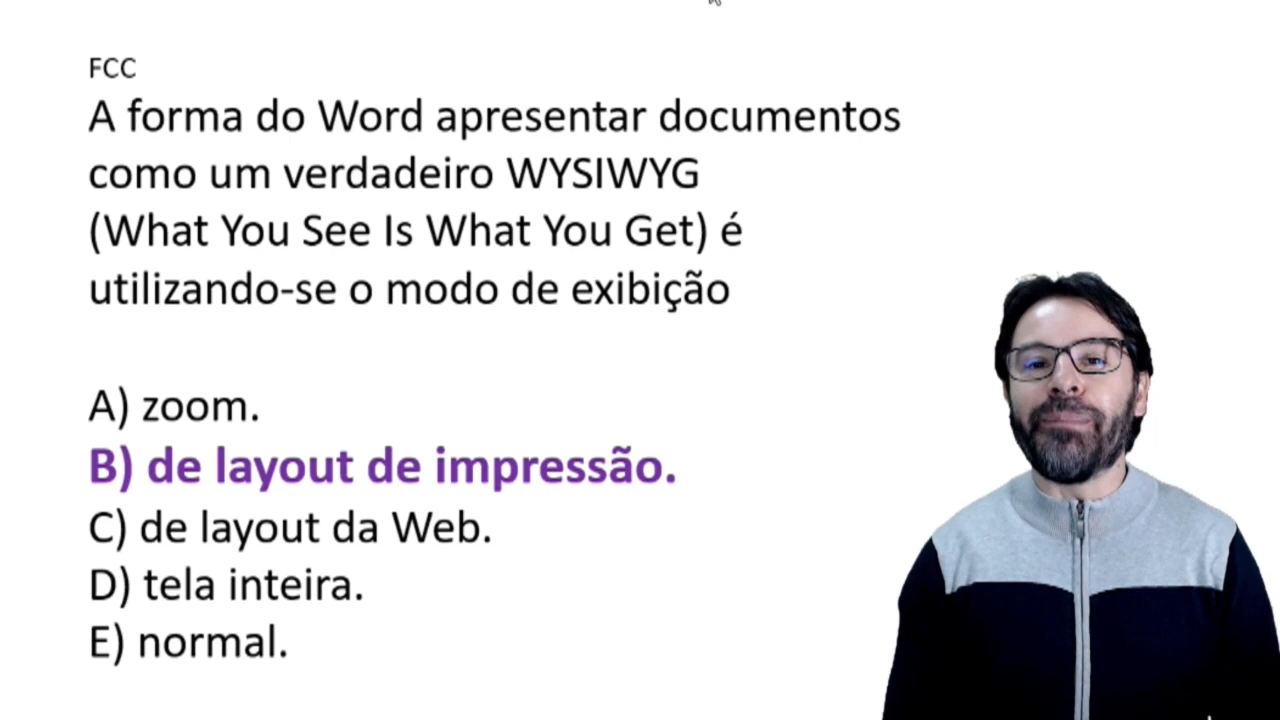 FCC
A forma do Word apresentar documentos
como um verdadeiro WYSIWYG
(What You See Is What You Get) é
utilizando-se o modo de exibição
A) zoom.
B) de layout de impressão.
C) de layout da Web.
D) tela inteira.
E) normal.